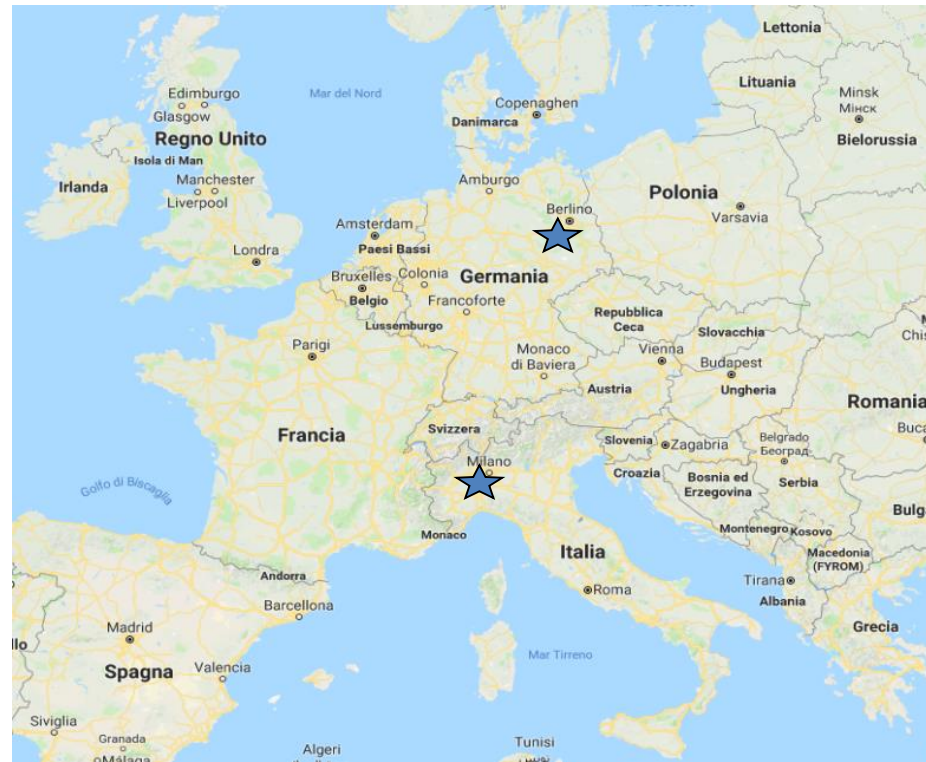 Lettonia
Lituania
Minsk
Мінск
Bielorussia
Edimburgo
Glasgow
Mar del Nord
Copenaghen
Danimarca
Regno Unito
Isola di Man
Irlanda
Manchester
Liverpool
Amburgo
Berlino
Polonia
Varsavia
Londra
Amsterdam
Paesi Bassi
Bruxelles
Colonia
Germania
Belgio
Francoforte
Lussemburgo
Repubblica
Ceca
Slovacchia
Parigi
Monaco
di Baviera
Vienna
Budapest
Austria
Ungheria
Romania
Francia
Svizzera
Slovenia
Zagabria
Belgrado
Београд
Milano
Croazia
Bosnia ed
Erzegovina
Serbia
Golfo di Biscaglia
Monaco
Montenegro
Kosovo
Italia
Macedonia
(FYROM)
Andorra
Roma
Tirana
Albania
Barcellona
Grecia
Madrid
Mar Tirreno
Spagna
Valencia
Siviglia
Granada
Málaga
Algeri
Tunisi